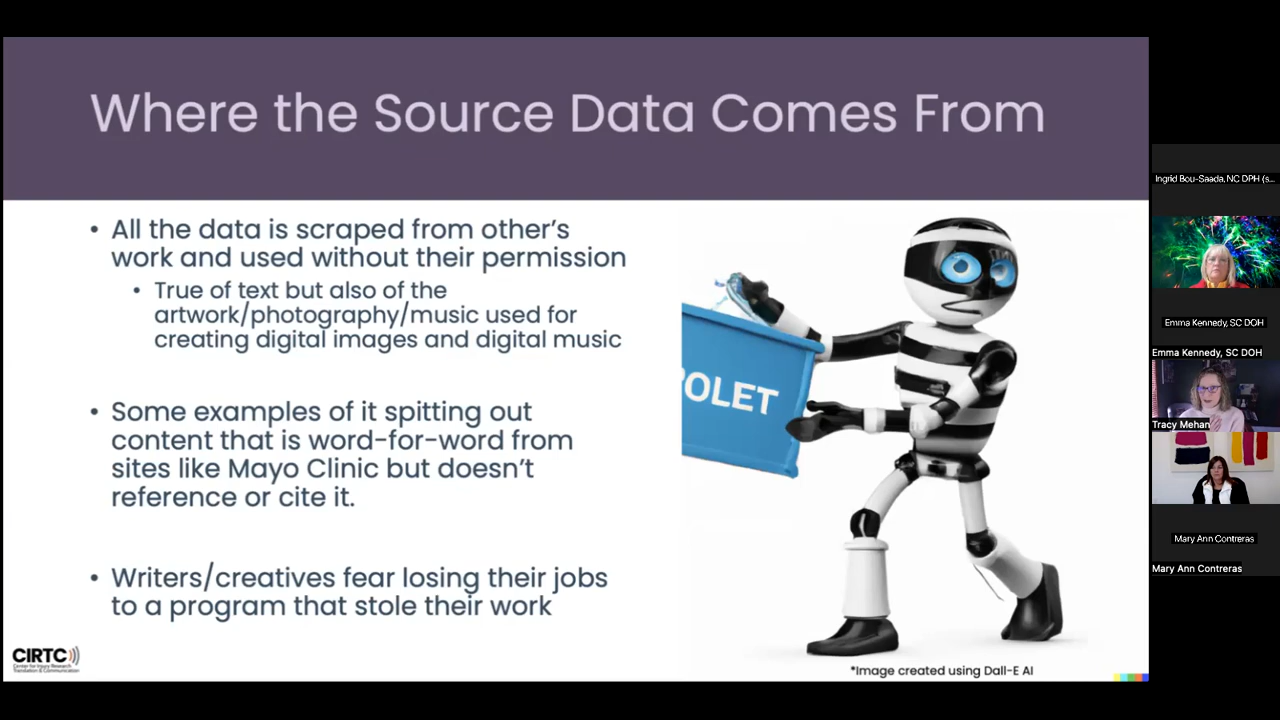 Where the Source Data Comes From
• All the data is scraped from other's
work and used without their permission
• True of text but also of the
artwork/photography/music used for
creating digital images and digital music
• Some examples of it spitting out
content that is word-for-word from
sites like Mayo Clinic but doesn't
reference or cite it.
• Writers/creatives fear losing their jobs
to a program that stole their work
OLET
*Image created using Dall-E AI
CIRTC
Center for Injury Research
Translation & Communication
Ingrid Bou-Saada, NC DPH (s...
Emma Kennedy, SC DOH
Emma Kennedy, SC DOH
Tracy Mehan
Mary Ann Contreras
Mary Ann Contreras